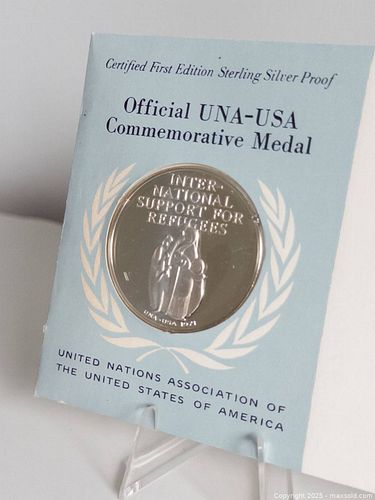 Certified First Edition Sterling Silver Proof
Official UNA-USA
Commemorative Medal
INTER-
NATIONAL
SUPPORT FOR
REFUGEES
UNA-USA 1971
UNITED NATIONS ASSOCIATION OF
THE UNITED STATES OF AMERICA
Copyright 2025 - maxsold.com